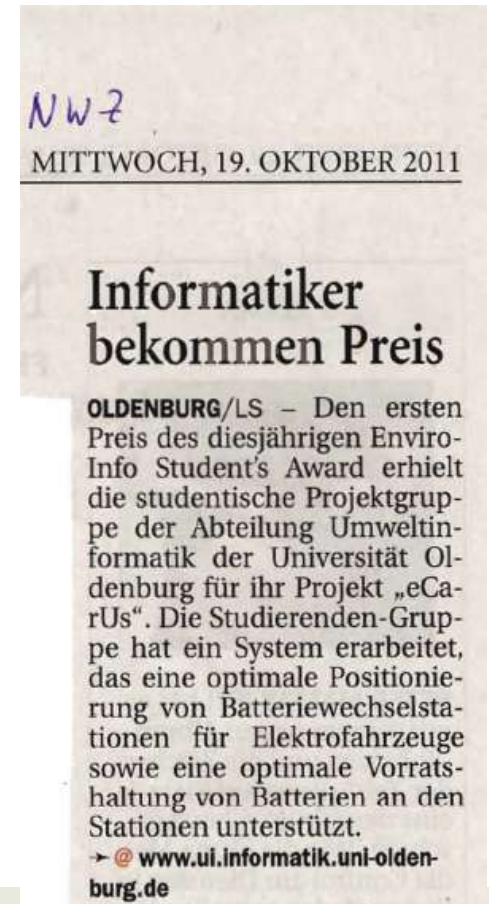 NWZ
MITTWOCH, 19. OKTOBER 2011
Informatiker
bekommen Preis
OLDENBURG/LS – Den ersten
Preis des diesjährigen Enviro-
Info Student's Award erhielt
die studentische Projektgrup-
pe der Abteilung Umweltin-
formatik der Universität Ol-
denburg für ihr Projekt „eCa-
rUs“. Die Studierenden-Grup-
pe hat ein System erarbeitet,
das eine optimale Positionie-
rung von Batteriewechselsta-
tionen für Elektrofahrzeuge
sowie eine optimale Vorrats-
haltung von Batterien an den
Stationen unterstützt.
➛@ www.ui.informatik.uni-olden-
burg.de